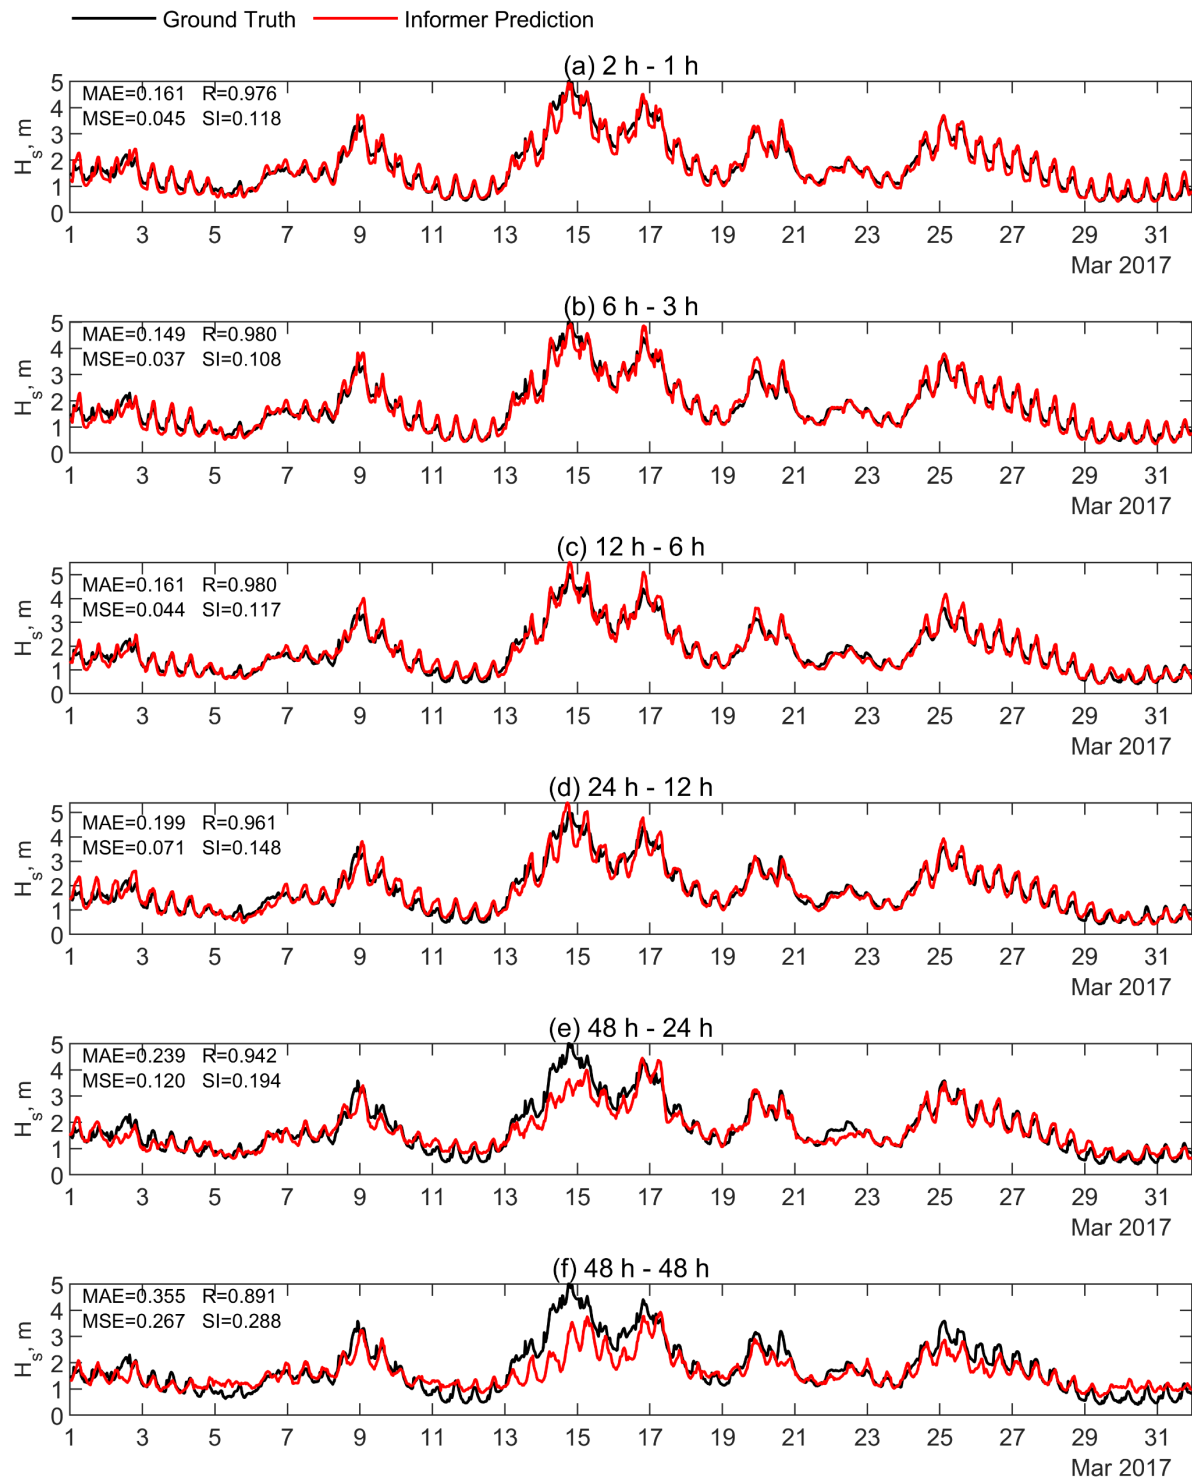 Ground Truth Informer Prediction
(a) 2 h - 1 h
MAE=0.161 R=0.976
MSE=0.045 SI=0.118
H_s, m
5
4
3
2
1
0
1 3 5 7 9 11 13 15 17 19 21 23 25 27 29 31
Mar 2017
(b) 6 h - 3 h
MAE=0.149 R=0.980
MSE=0.037 SI=0.108
H_s, m
5
4
3
2
1
0
1 3 5 7 9 11 13 15 17 19 21 23 25 27 29 31
Mar 2017
(c) 12 h - 6 h
MAE=0.161 R=0.980
MSE=0.044 SI=0.117
H_s, m
5
4
3
2
1
0
1 3 5 7 9 11 13 15 17 19 21 23 25 27 29 31
Mar 2017
(d) 24 h - 12 h
MAE=0.199 R=0.961
MSE=0.071 SI=0.148
H_s, m
5
4
3
2
1
0
1 3 5 7 9 11 13 15 17 19 21 23 25 27 29 31
Mar 2017
(e) 48 h - 24 h
MAE=0.239 R=0.942
MSE=0.120 SI=0.194
H_s, m
5
4
3
2
1
0
1 3 5 7 9 11 13 15 17 19 21 23 25 27 29 31
Mar 2017
(f) 48 h - 48 h
MAE=0.355 R=0.891
MSE=0.267 SI=0.288
H_s, m
5
4
3
2
1
0
1 3 5 7 9 11 13 15 17 19 21 23 25 27 29 31
Mar 2017